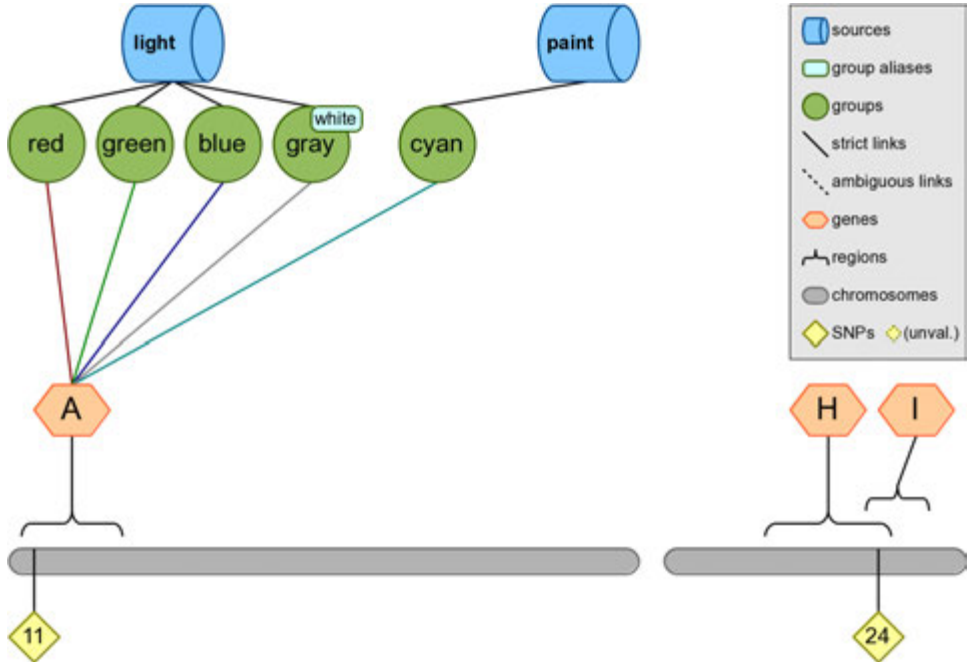 light
paint
white
red
green
blue
gray
cyan
sources
group aliases
groups
strict links
ambiguous links
genes
regions
chromosomes
SNPs (unval.)
A
H
I
11
24